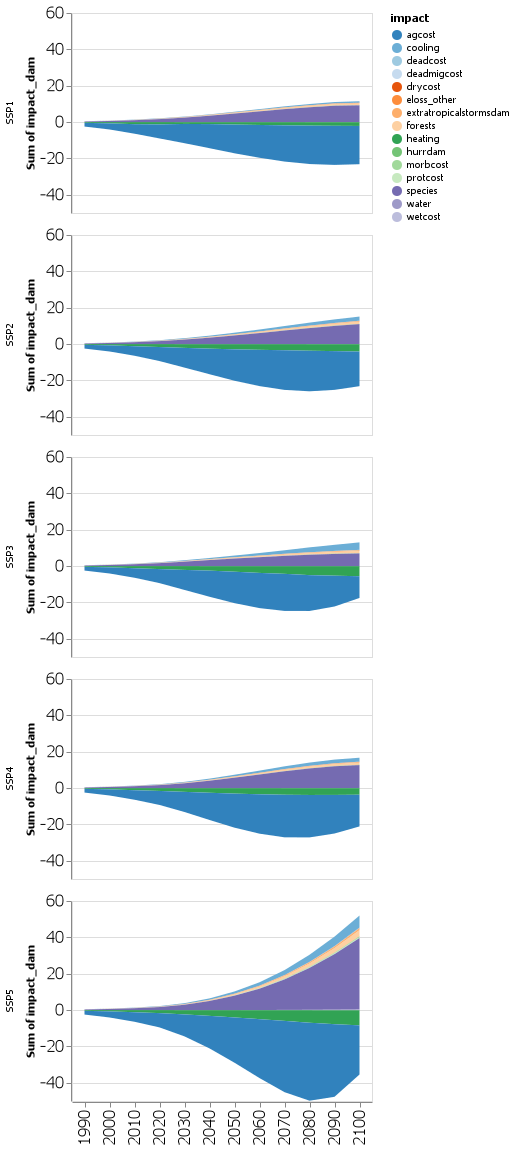 impact
agcost
cooling
deadcost
deadmigcost
drycost
eloss_other
extratropicalstormsdam
forests
heating
hurrdam
morbcost
protcost
species
water
wetcost
SSP1
Sum of impact_dam
60
40
20
0
−20
−40
SSP2
Sum of impact_dam
60
40
20
0
−20
−40
SSP3
Sum of impact_dam
60
40
20
0
−20
−40
SSP4
Sum of impact_dam
60
40
20
0
−20
−40
SSP5
Sum of impact_dam
60
40
20
0
−20
−40
1990
2000
2010
2020
2030
2040
2050
2060
2070
2080
2090
2100